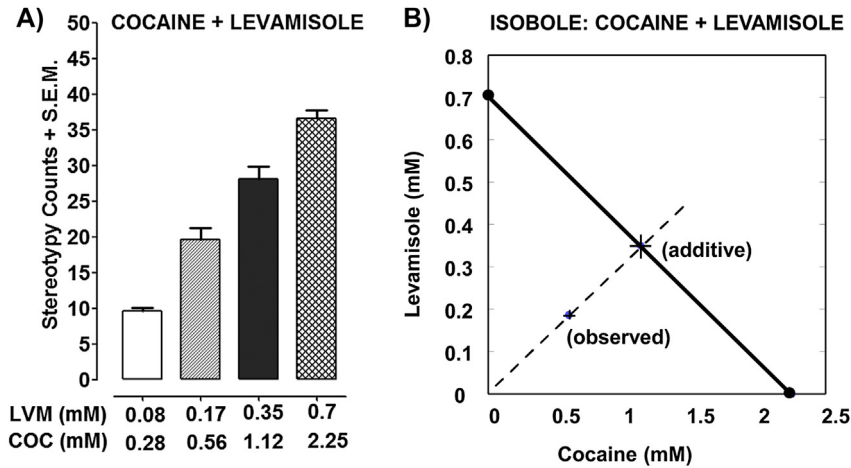 A)
COCAINE + LEVAMISOLE
Stereotypy Counts + S.E.M.
50
45
40
35
30
25
20
15
10
5
0
LVM (mM) 0.08 0.17 0.35 0.7
COC (mM) 0.28 0.56 1.12 2.25
B)
ISOBOLE: COCAINE + LEVAMISOLE
Levamisole (mM)
0.8
0.7
0.6
0.5
0.4
0.3
0.2
0.1
0
(additive)
(observed)
0 0.5 1 1.5 2 2.5
Cocaine (mM)